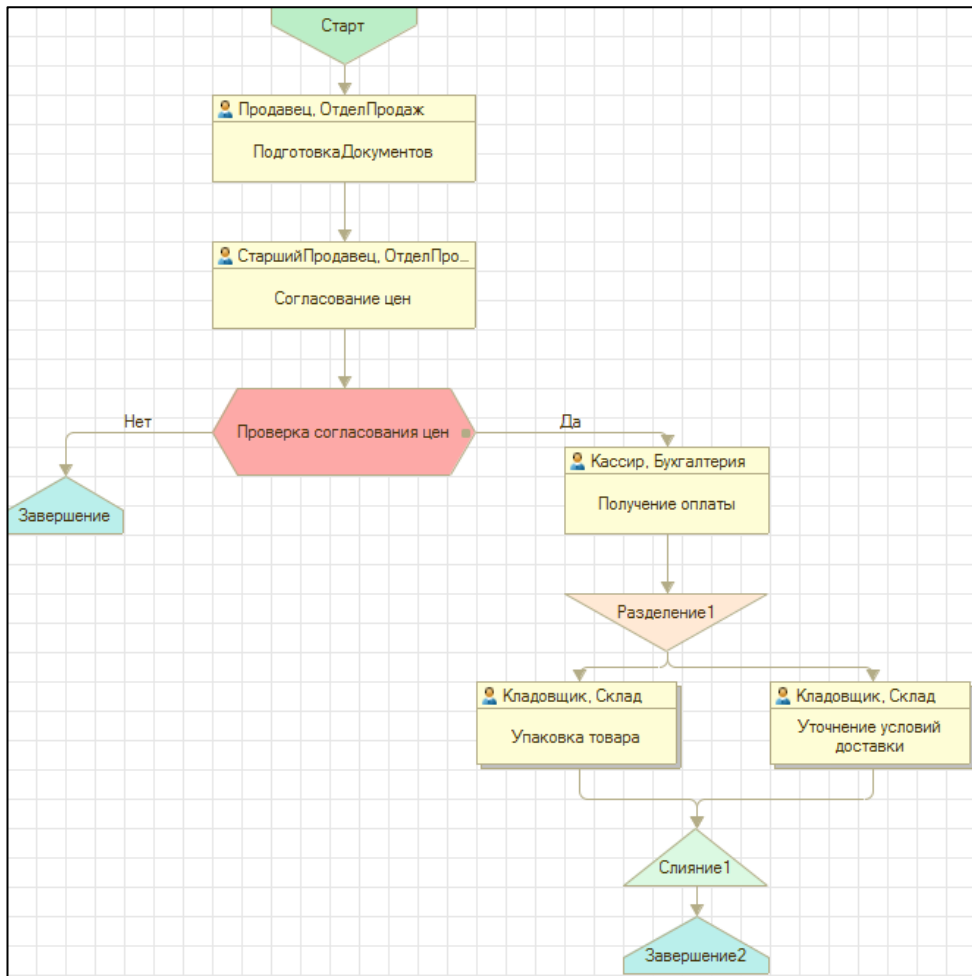 Старт
Продавец, ОтделПродаж
ПодготовкаДокументов
СтаршийПродавец, ОтделПро...
Согласование цен
Нет
Проверка согласования цен
Да
Кассир, Бухгалтерия
Завершение
Получение оплаты
Разделение1
Кладовщик, Склад
Упаковка товара
Кладовщик, Склад
Уточнение условий
доставки
Слияние1
Завершение2